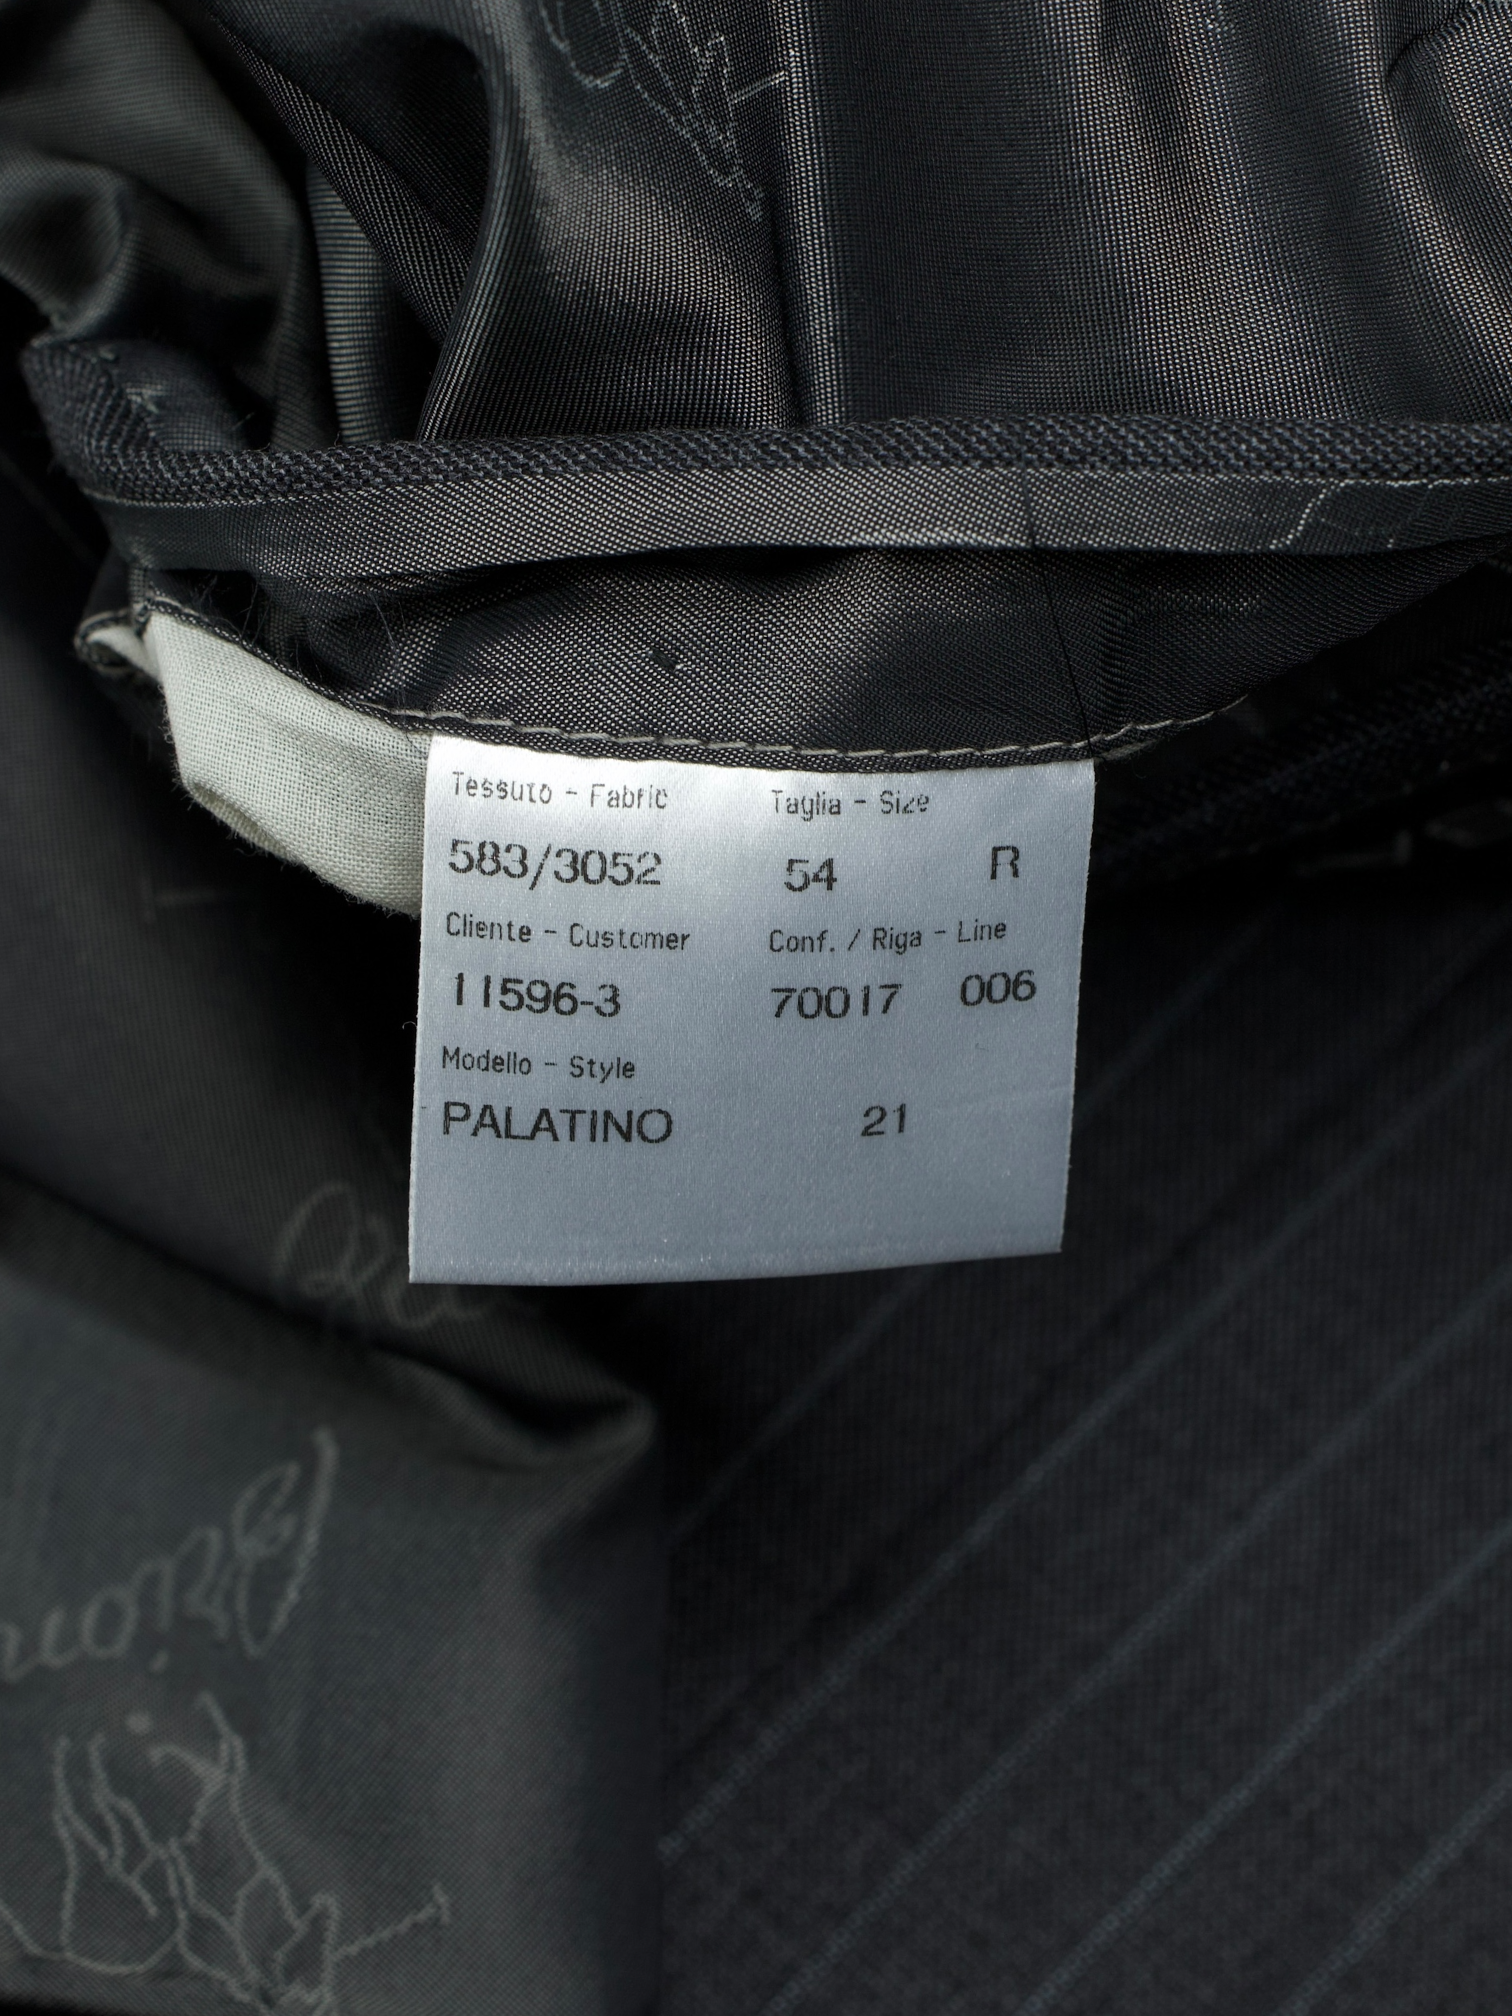 Tessuto - Fabric Taglia - Size
583/3052 54 R
Cliente - Customer Conf. / Riga - Line
11596-3 70017 006
Modello - Style
PALATINO 21